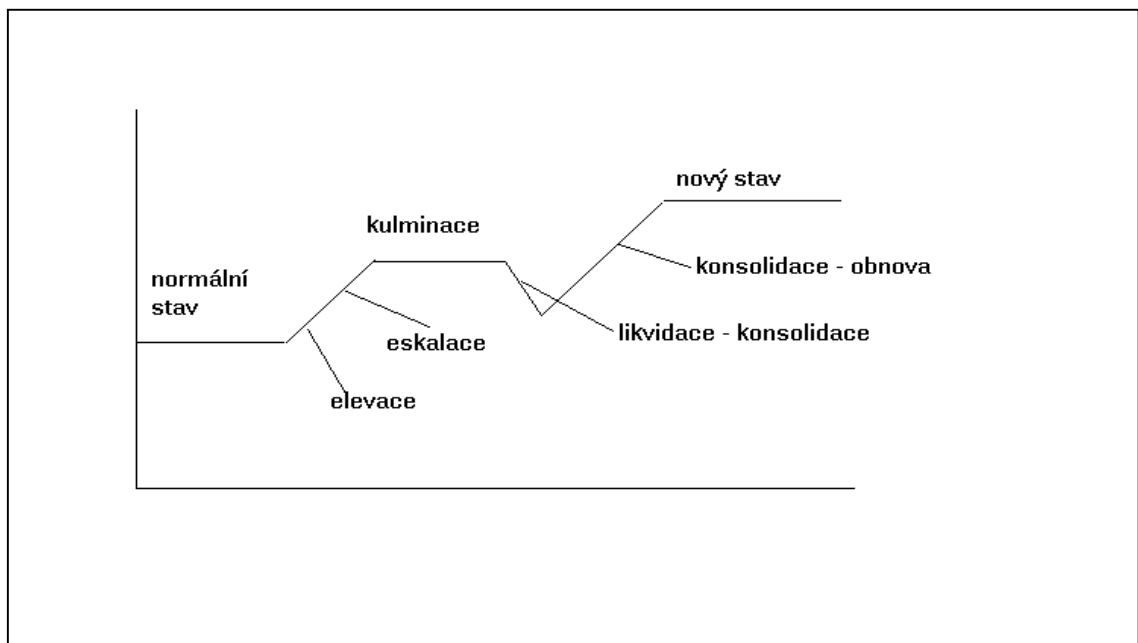 nový stav
kulminace
konsolidace - obnova
normální
stav
likvidace - konsolidace
eskalace
elevace